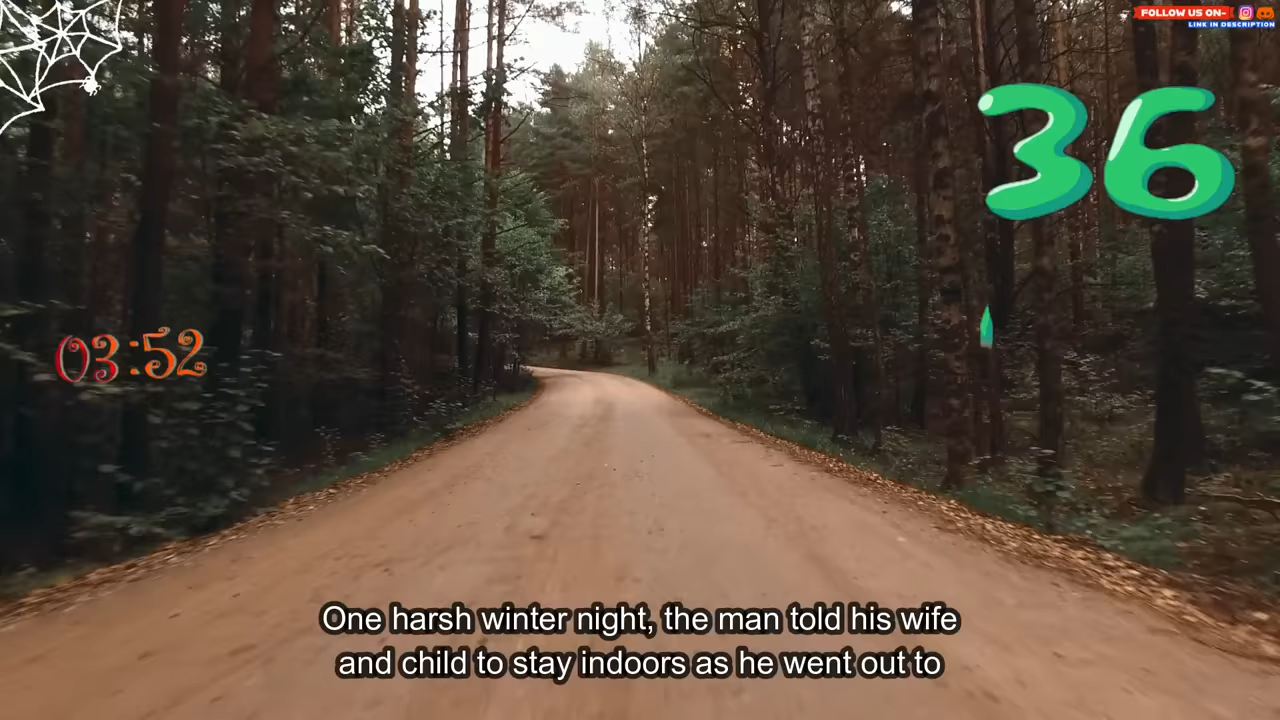 FOLLOW US ON-
LINK IN DESCRIPTION
36
03:52
One harsh winter night, the man told his wife
and child to stay indoors as he went out to